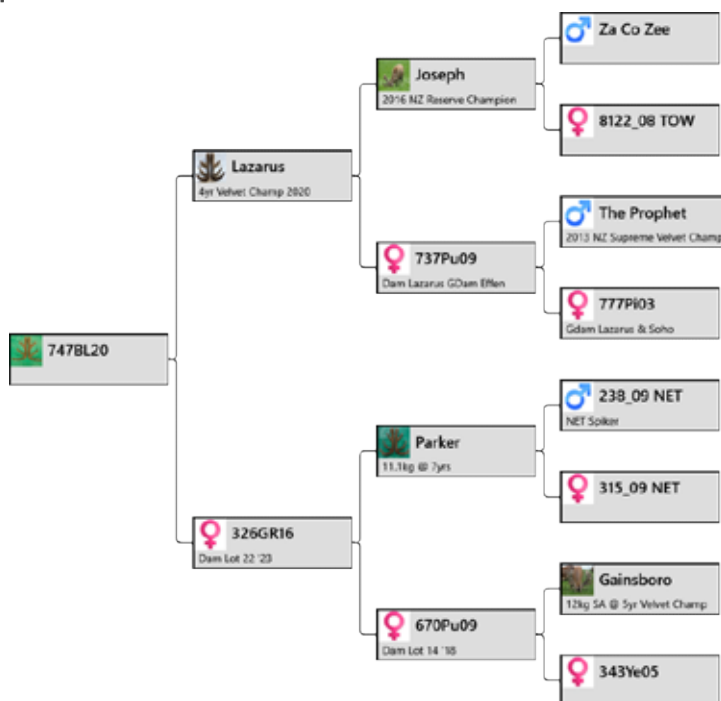 Za Co Zee
Joseph
2016 NZ Reserve Champion
8122_08 TOW
Lazarus
4yr Velvet Champ 2020
The Prophet
2013 NZ Supreme Velvet Champ
737Pu09
Dam Lazarus GDam Effen
777Pi03
Gdam Lazarus & Soho
747BL20
238_09 NET
NET Spiker
Parker
11.1kg @ 7yrs
315_09 NET
326GR16
Dam Lot 22 '23
Gainsboro
12kg SA @ 5yr Velvet Champ
670Pu09
Dam Lot 14 '18
343Ye05